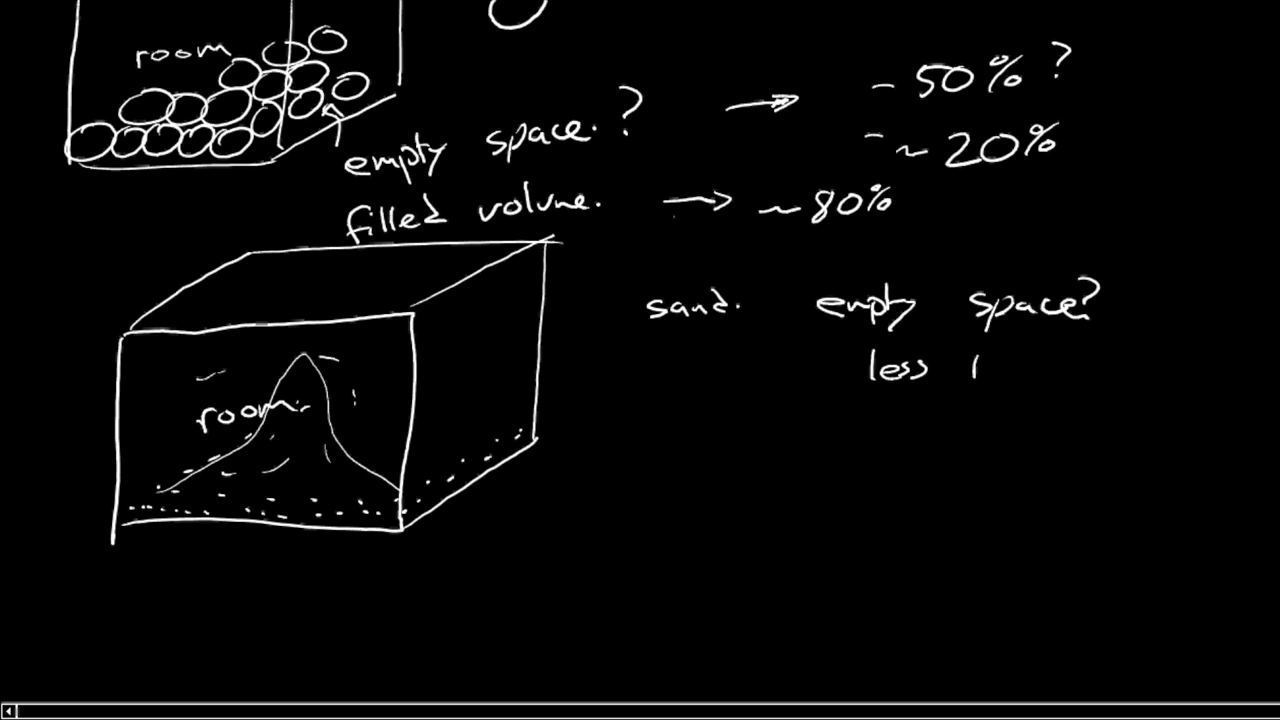 room
- 50% ?
empty space. ? →
- ~ 20%
filled volume. → ~ 80%
sand. empty space?
less
room.